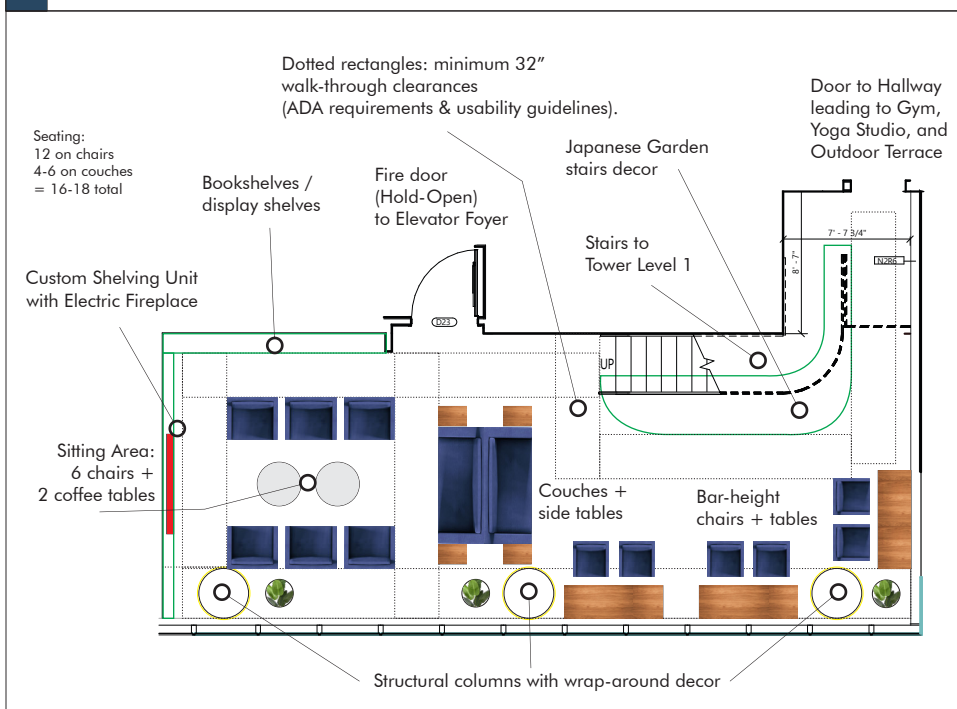 Dotted rectangles: minimum 32”
walk-through clearances
(ADA requirements & usability guidelines).
Door to Hallway
leading to Gym,
Yoga Studio, and
Outdoor Terrace
Seating:
12 on chairs
4-6 on couches
= 16-18 total
Japanese Garden
stairs decor
Bookshelves /
display shelves
Fire door
(Hold-Open)
to Elevator Foyer
Stairs to
Tower Level 1
7' - 7 3/4"
8' - 7"
N2R6
Custom Shelving Unit
with Electric Fireplace
D23
UP
Sitting Area:
6 chairs +
2 coffee tables
Couches +
side tables
Bar-height
chairs + tables
Structural columns with wrap-around decor